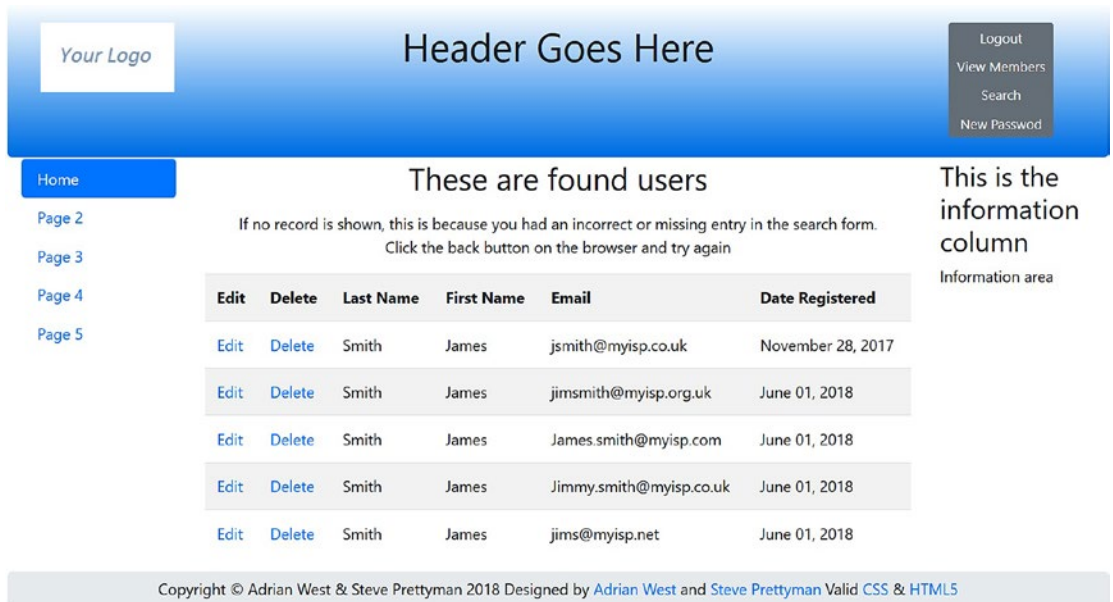 Your Logo
Header Goes Here
Logout
View Members
Search
New Passwod
Home
Page 2
Page 3
Page 4
Page 5
These are found users
If no record is shown, this is because you had an incorrect or missing entry in the search form.
Click the back button on the browser and try again
Edit Delete Last Name First Name Email Date Registered
Edit Delete Smith James jsmith@myisp.co.uk November 28, 2017
Edit Delete Smith James jimsmith@myisp.org.uk June 01, 2018
Edit Delete Smith James James.smith@myisp.com June 01, 2018
Edit Delete Smith James Jimmy.smith@myisp.co.uk June 01, 2018
Edit Delete Smith James jims@myisp.net June 01, 2018
This is the
information
column
Information area
Copyright © Adrian West & Steve Prettyman 2018 Designed by Adrian West and Steve Prettyman Valid CSS & HTML5